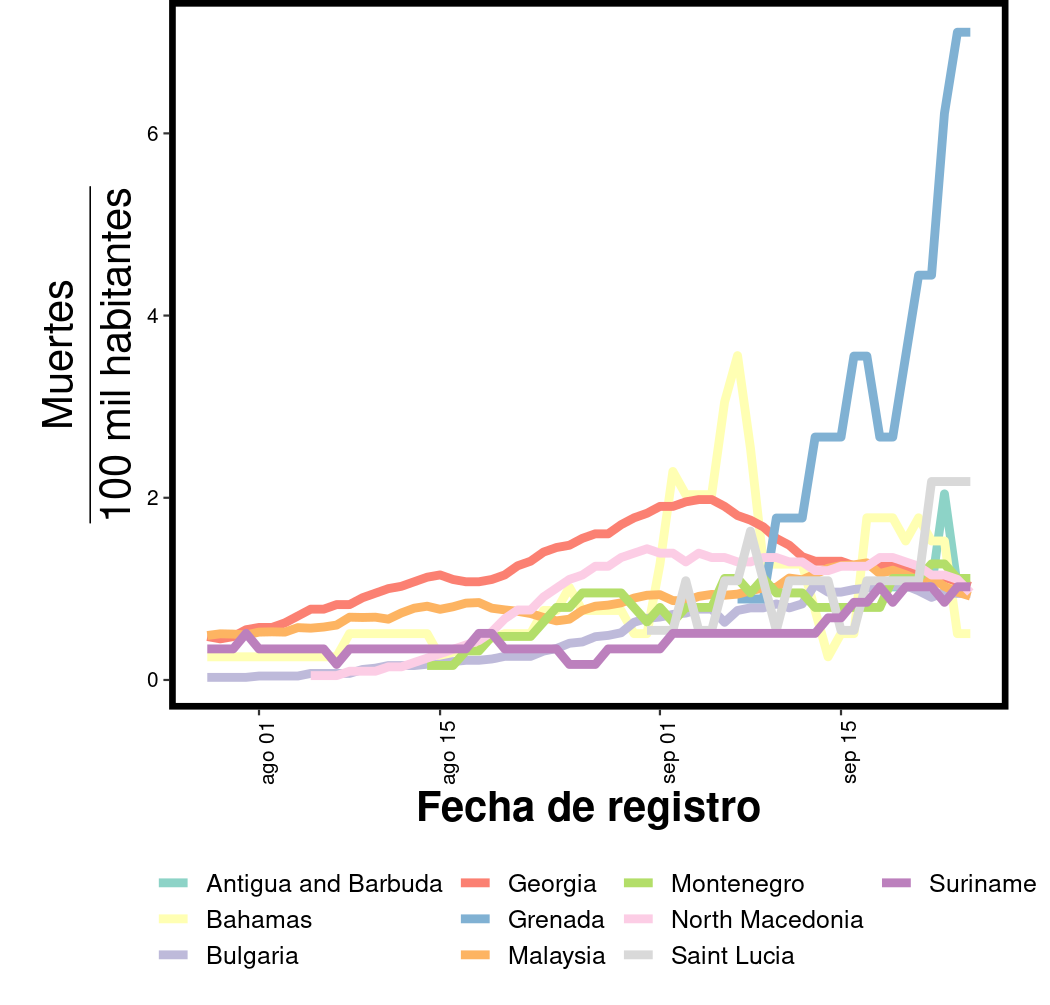 Muertes
100 mil habitantes
6
4
2
0
ago 01
ago 15
sep 01
sep 15
Fecha de registro
Antigua and Barbuda
Georgia
Montenegro
Suriname
Bahamas
Grenada
North Macedonia
Bulgaria
Malaysia
Saint Lucia